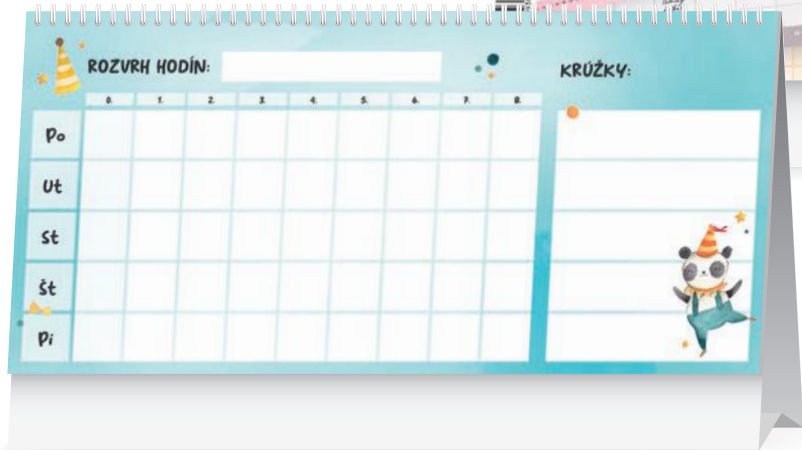 ROZVRH HODÍN:
KRÚŽKY:
0. 1. 2. 3. 4. 5. 6. 7. 8.
Po
Ut
St
Št
Pi